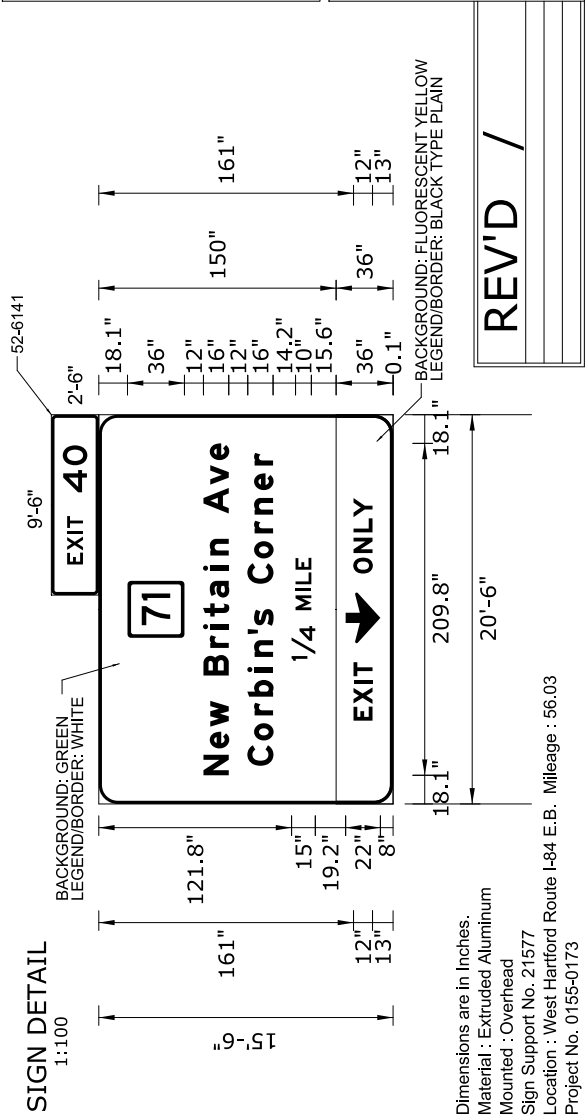 SIGN DETAIL
1:100
BACKGROUND: GREEN
LEGEND/BORDER: WHITE
9'-6"
2'-6"
52-6141
EXIT 40
71
New Britain Ave
Corbin's Corner
1/4 MILE
EXIT ONLY
15'-6"
161"
12"
13"
121.8"
15"
19.2"
22"
8"
18.1"
36"
12"
16"
12"
16"
14.2"
10"
15.6"
36"
0.1"
150"
36"
161"
12"
13"
18.1"
209.8"
18.1"
20'-6"
BACKGROUND: FLUORESCENT YELLOW
LEGEND/BORDER: BLACK TYPE PLAIN
Dimensions are in Inches.
Material : Extruded Aluminum
Mounted : Overhead
Sign Support No. 21577
Location : West Hartford Route I-84 E.B. Mileage : 56.03
Project No. 0155-0173
REV'D /